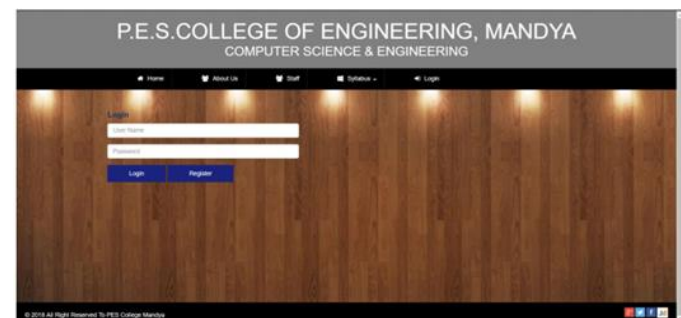 P.E.S.COLLEGE OF ENGINEERING, MANDYA
COMPUTER SCIENCE & ENGINEERING
Home About Us Staff Syllabus Login
Login
User Name
Password
Login Register
© 2018 All Right Reserved To PES College Mandya